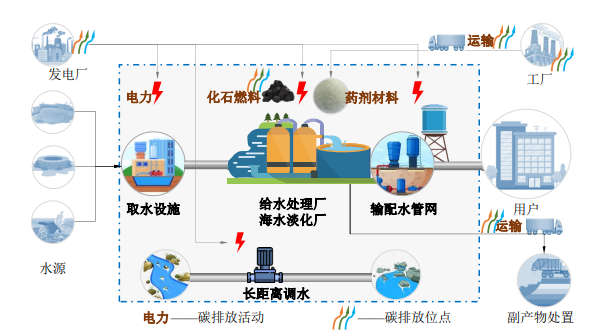 运输
发电厂
工厂
电力
化石燃料
药剂材料
取水设施
给水处理厂
海水淡化厂
输配水管网
用户
运输
水源
长距离调水
电力——碳排放活动
——碳排放位点
副产物处置